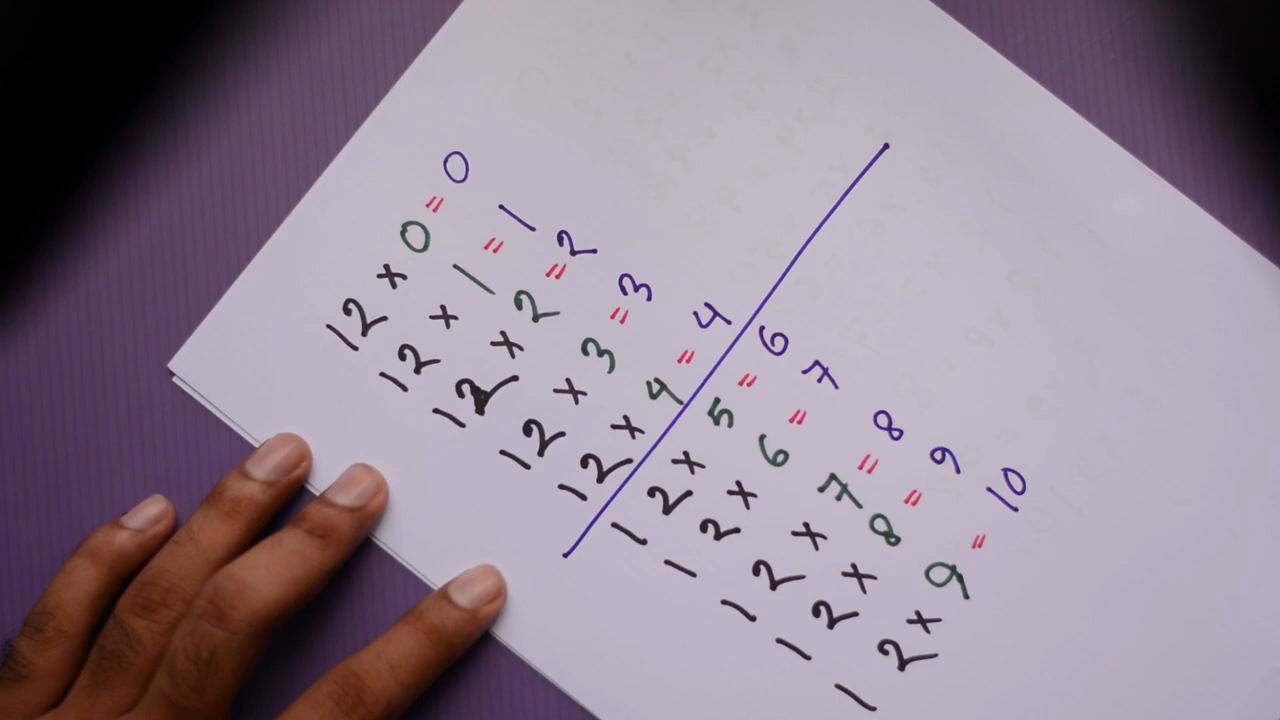 12 × 0 = 0
12 × 1 = 1
12 × 2 = 2
12 × 3 = 3
12 × 4 = 4
12 × 5 = 6
12 × 6 = 7
12 × 7 = 8
12 × 8 = 9
12 × 9 = 10